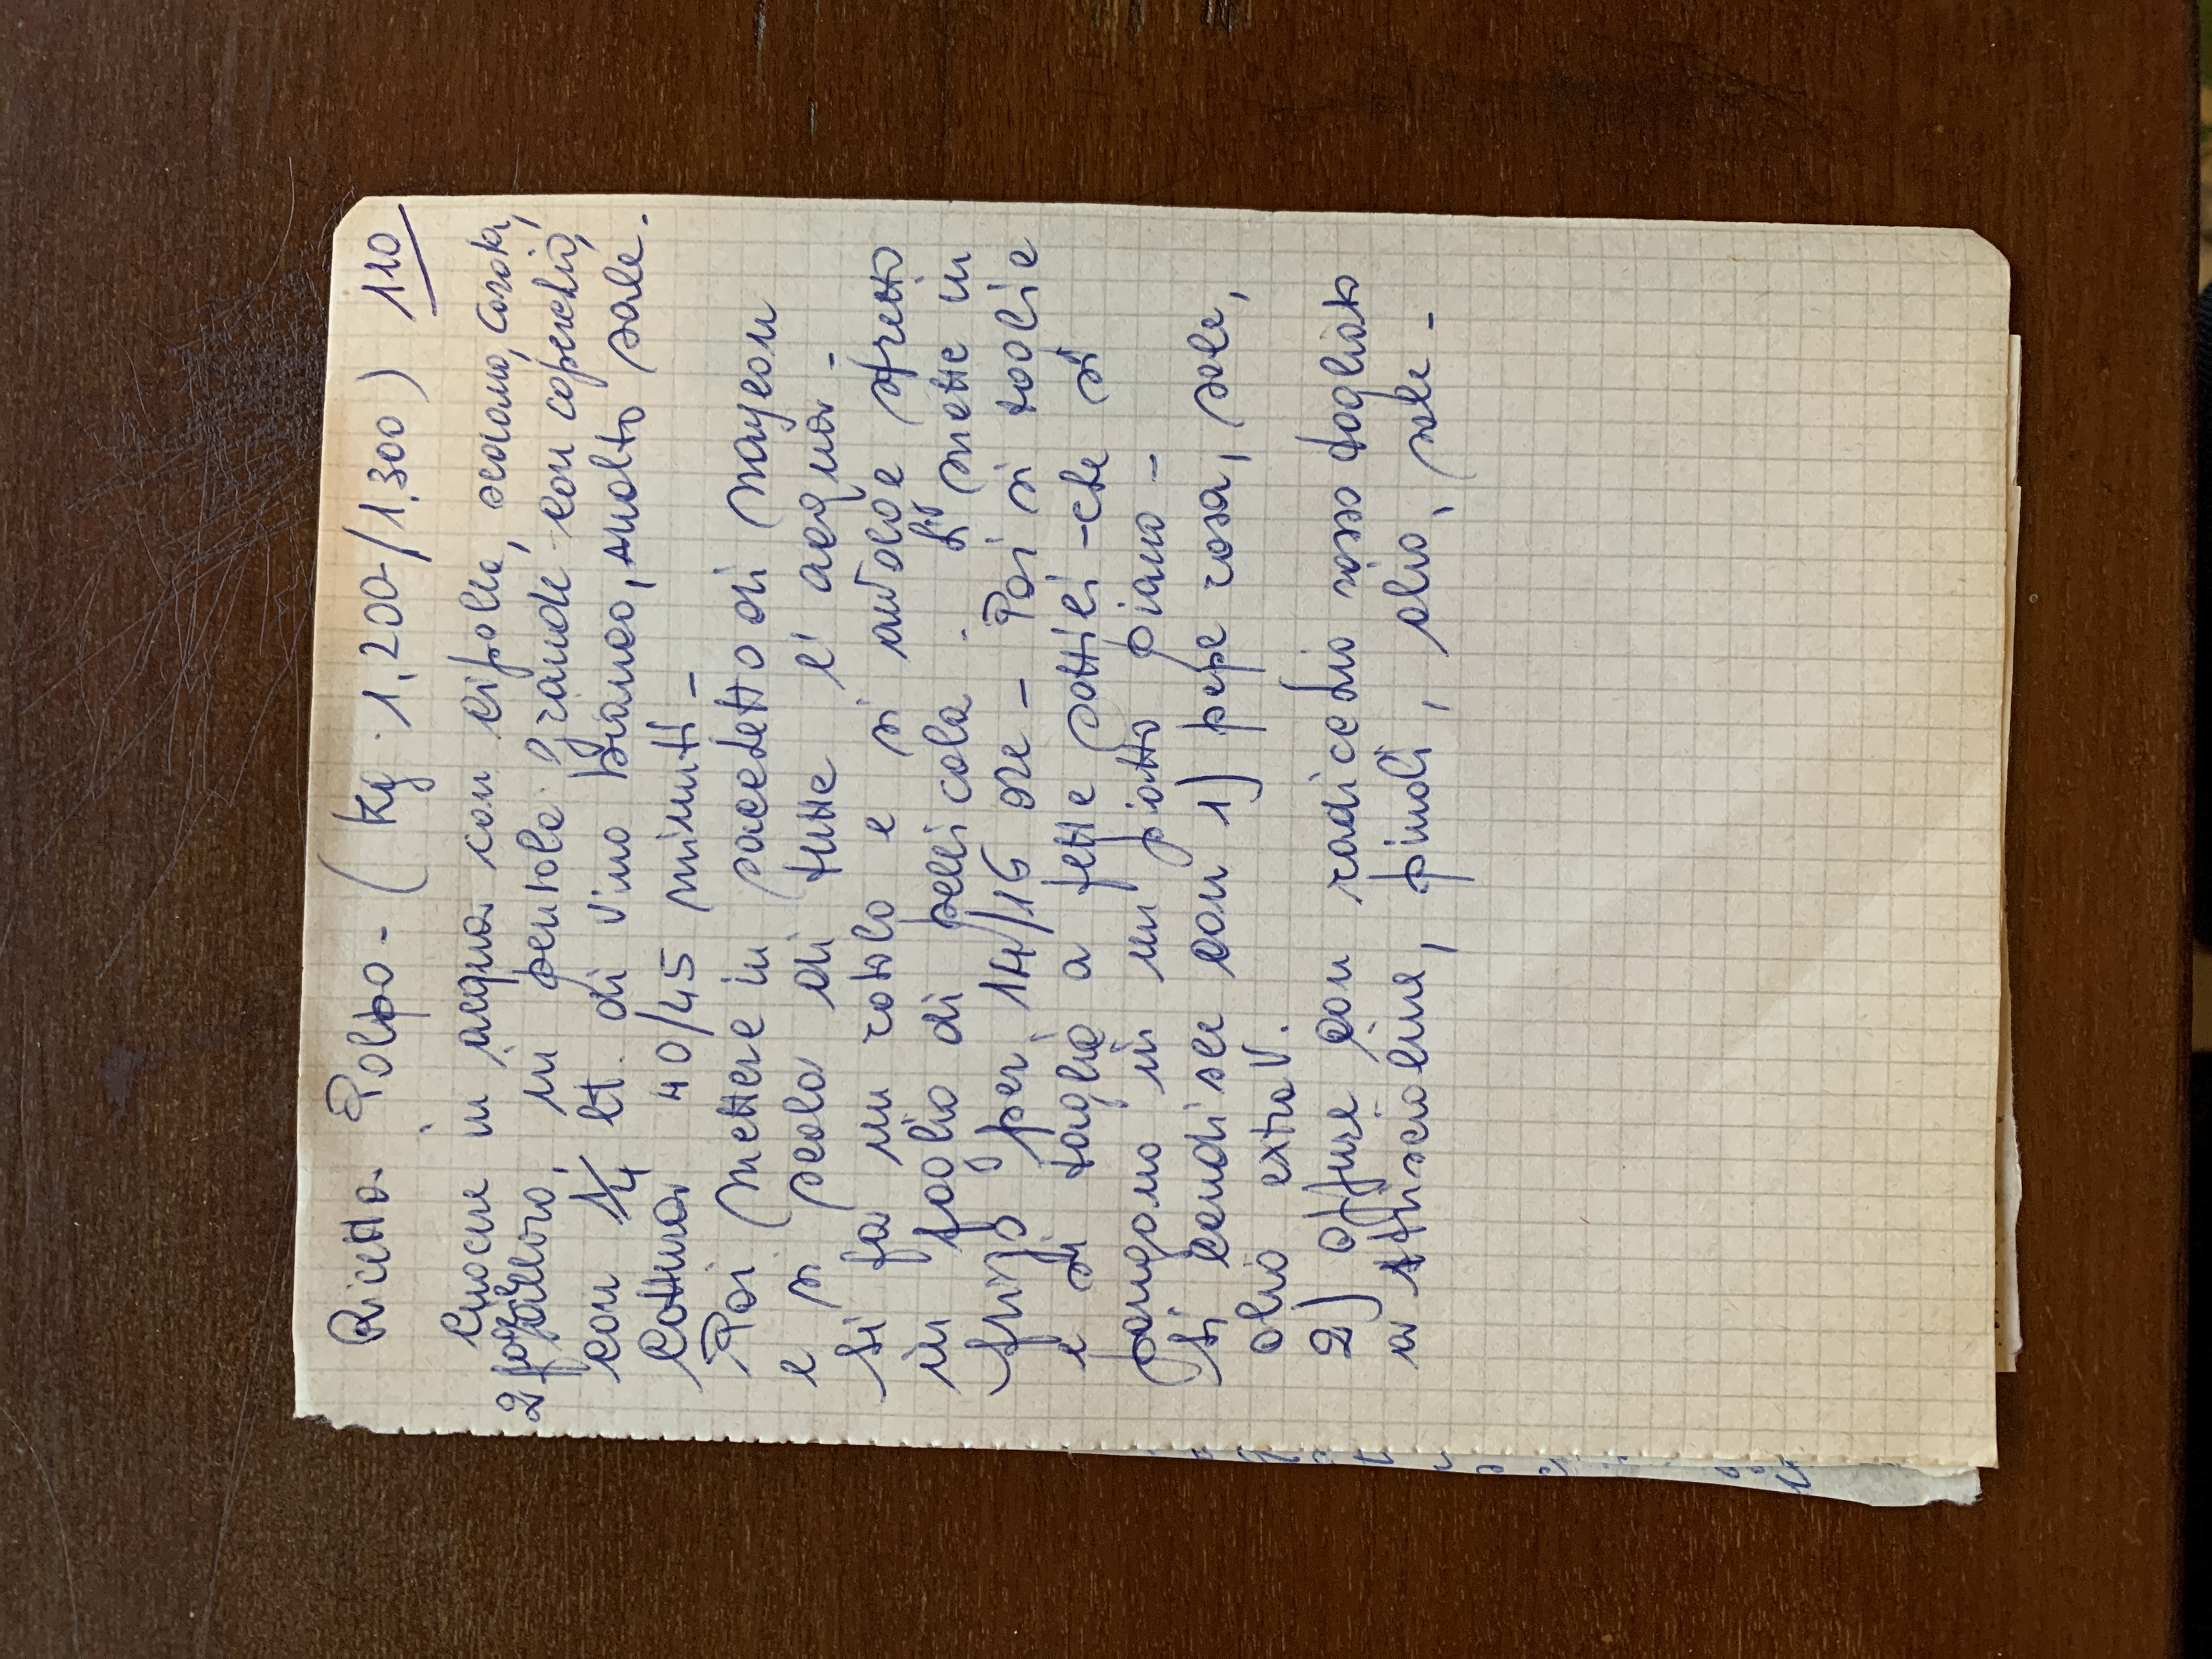 Ricetta Polpo - ( Kg. 1,200/1,300 ) 110
Cuocere in acqua con cipolla, sedano, carota,
2 foglie alloro, in pentola grande con coperchio,
con 1/4 lt. di vino bianco, molto sale.
Cottura 40/45 minuti -
Poi mettere in sacchetto di naylon
e si scola di tutte l'acqua -
Si fa un rotolo e si avvolge stretto
in foglio di pellicola - Si mette in
frigo per 14/16 ore - Poi si toglie
e si taglia a fette sottili - che si
pongono in un piatto piano -
Si condisce con 1) pepe rosa, sale,
olio extra V.
2) oppure con radicchio rosso tagliato
a striscioline, pinoli, olio, sale -